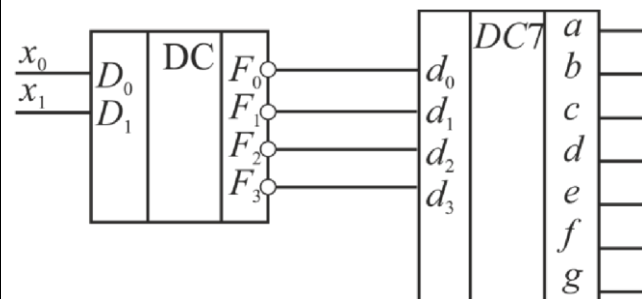 x₀
x₁
D₀
D₁
DC
F₀
F₁
F₂
F₃
d₀
d₁
d₂
d₃
DC7
a
b
c
d
e
f
g